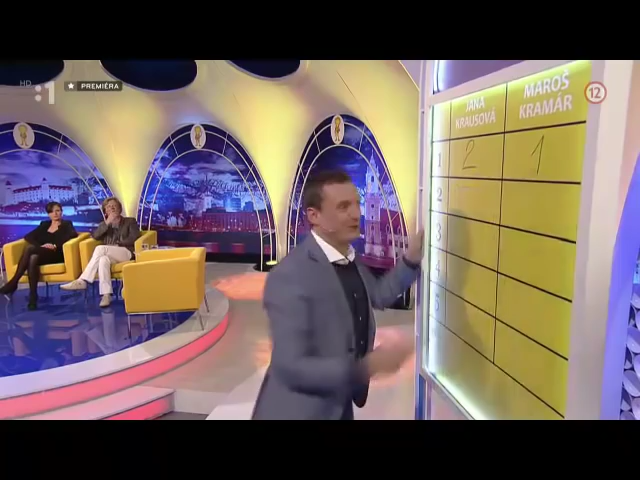 HD
:1
★ PREMIÉRA
12
JANA
KRAUSOVÁ
MAROŠ
KRAMÁR
1 2 1
2
3
4
5